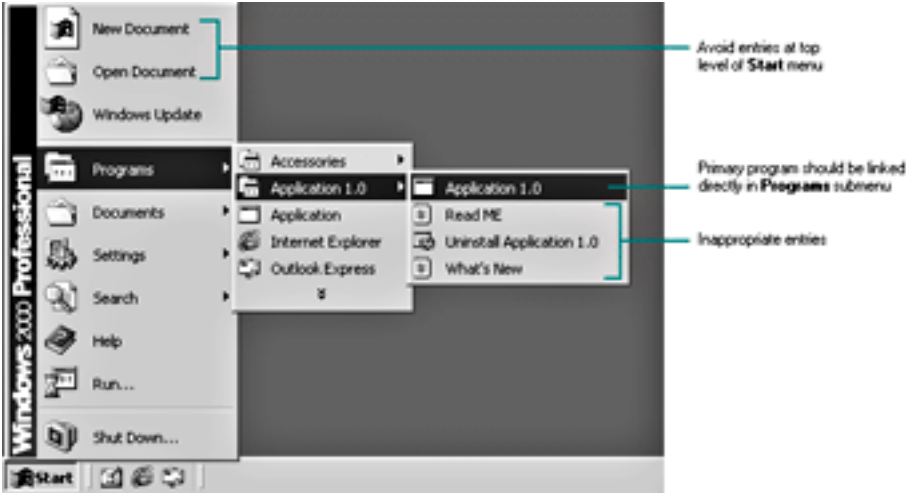 New Document
Open Document
Windows Update
Programs
Documents
Settings
Search
Help
Run...
Shut Down...
Windows 2000 Professional
Start
Accessories
Application 1.0
Application
Internet Explorer
Outlook Express
Application 1.0
Read ME
Uninstall Application 1.0
What's New
Avoid entries at top
level of Start menu
Primary program should be linked
directly in Programs submenu
Inappropriate entries